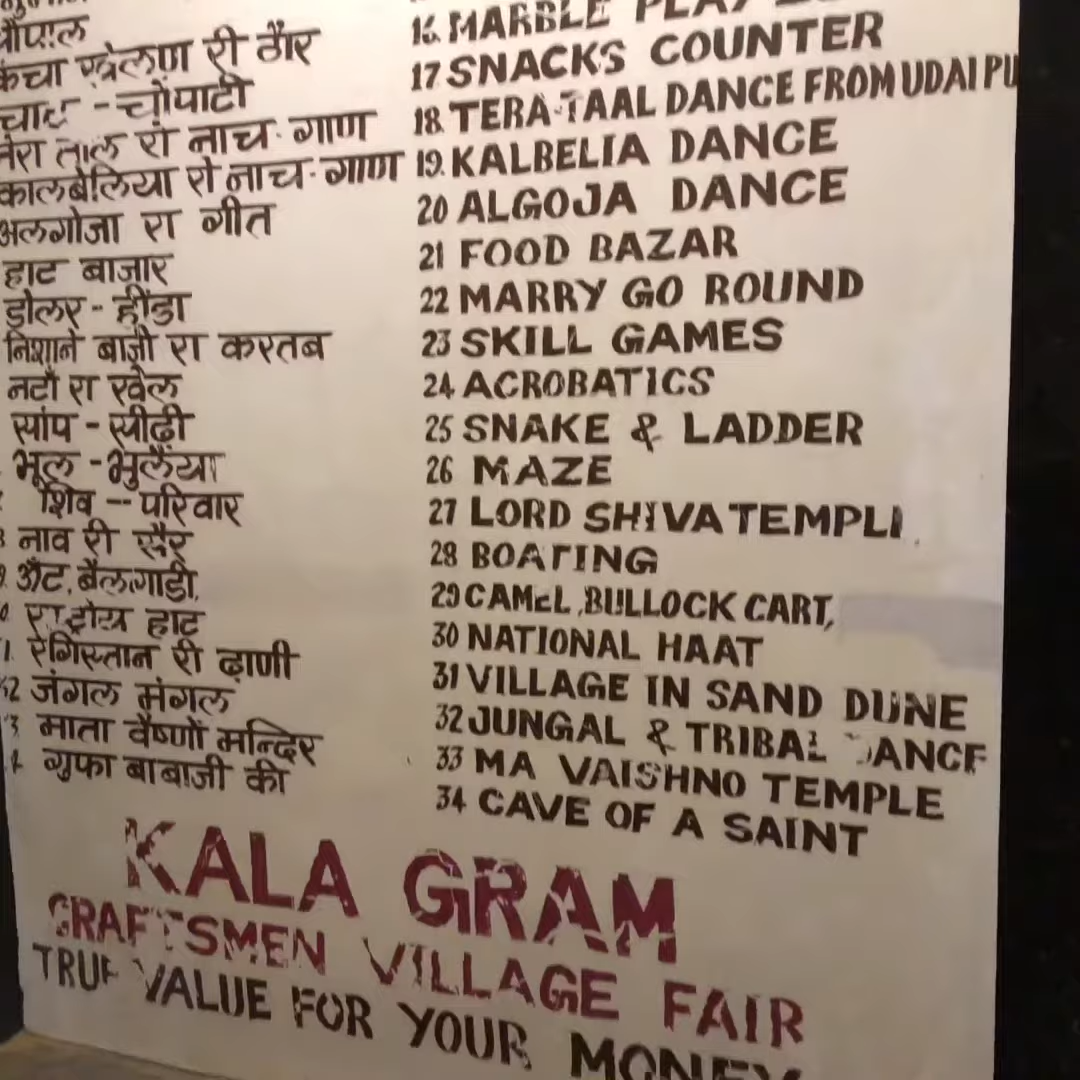 चौपाल
कंचा खेलण री ठौर 16. MARBLE PLAY
चाट - चोपाटी 17 SNACKS COUNTER
तेरा ताल रो नाच-गाण 18. TERA-TAAL DANCE FROM UDAIPU
कालबेलिया रो नाच-गाण 19. KALBELIA DANCE
अलगोजा रा गीत 20 ALGOJA DANCE
हाट बाजार 21 FOOD BAZAR
डोलर - हींडा 22 MARRY GO ROUND
निशाने बाजी रा करतब 23 SKILL GAMES
नटों रा खेल 24 ACROBATICS
सांप - सीढ़ी 25 SNAKE & LADDER
भूल - भुलैया 26 MAZE
शिव -- परिवार 27 LORD SHIVA TEMPLE
नाव री सैर 28 BOATING
ऊँट, बैलगाडी, 29 CAMEL, BULLOCK CART,
राष्ट्रीय हाट 30 NATIONAL HAAT
1. रेगिस्तान री ढ़ाणी 31 VILLAGE IN SAND DUNE
32 जंगल मंगल 32 JUNGAL & TRIBAL DANCE
3 माता वैष्णों मन्दिर 33 MA VAISHNO TEMPLE
गुफा बाबाजी की 34 CAVE OF A SAINT
KALA GRAM
CRAFTSMEN VILLAGE FAIR
TRUE VALUE FOR YOUR MONEY